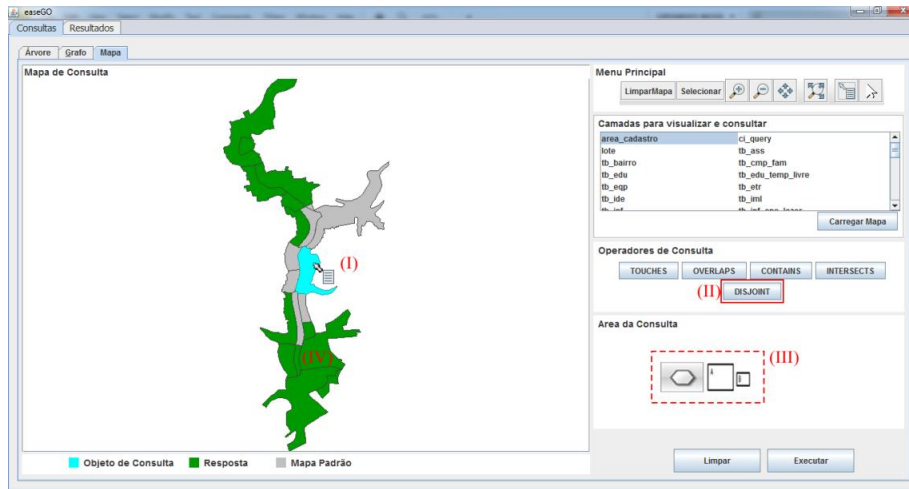 easeGO
Consultas Resultados
Árvore Grafo Mapa
Mapa de Consulta
(I)
(IV)
Objeto de Consulta Resposta Mapa Padrão
Menu Principal
LimparMapa Selecionar
Camadas para visualizar e consultar
area_cadastro ci_query
lote tb_ass
tb_bairro tb_cmp_fam
tb_edu tb_edu_temp_livre
tb_eqp tb_etr
tb_ide tb_iml
Carregar Mapa
Operadores de Consulta
TOUCHES OVERLAPS CONTAINS INTERSECTS
(II) DISJOINT
Area da Consulta
(III)
Limpar Executar